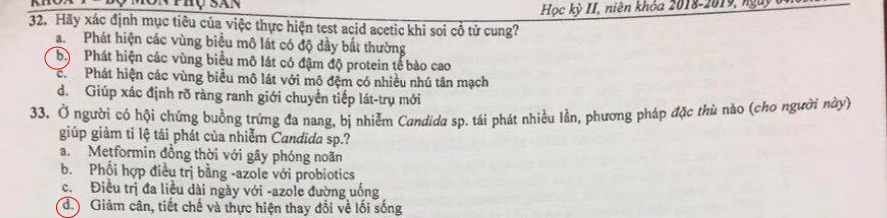 KHOA Y - BỘ MÔN PHỤ SẢN
Học kỳ II, niên khóa 2018-2019, ngày
32. Hãy xác định mục tiêu của việc thực hiện test acid acetic khi soi cổ tử cung?
a. Phát hiện các vùng biểu mô lát có độ dầy bất thường
b. Phát hiện các vùng biểu mô lát có đậm độ protein tế bào cao
c. Phát hiện các vùng biểu mô lát với mô đệm có nhiều nhú tân mạch
d. Giúp xác định rõ ràng ranh giới chuyển tiếp lát-trụ mới
33. Ở người có hội chứng buồng trứng đa nang, bị nhiễm Candida sp. tái phát nhiều lần, phương pháp đặc thù nào (cho người này)
giúp giảm tỉ lệ tái phát của nhiễm Candida sp.?
a. Metformin đồng thời với gây phóng noãn
b. Phối hợp điều trị bằng -azole với probiotics
c. Điều trị đa liều dài ngày với -azole đường uống
d. Giảm cân, tiết chế và thực hiện thay đổi về lối sống